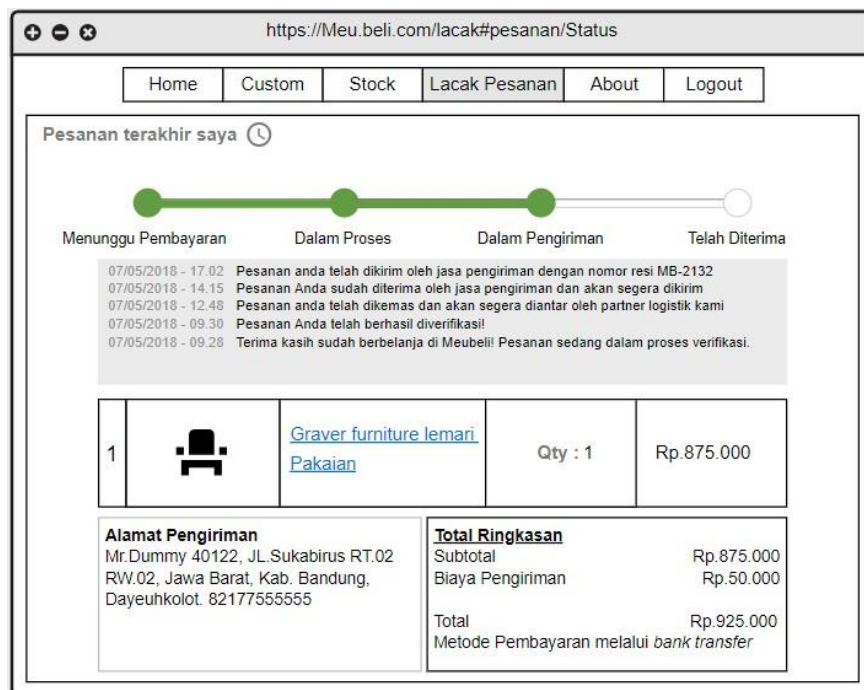 https://Meu.beli.com/lacak#pesanan/Status
Home Custom Stock Lacak Pesanan About Logout
Pesanan terakhir saya
Menunggu Pembayaran Dalam Proses Dalam Pengiriman Telah Diterima
07/05/2018 - 17.02 Pesanan anda telah dikirim oleh jasa pengiriman dengan nomor resi MB-2132
07/05/2018 - 14.15 Pesanan Anda sudah diterima oleh jasa pengiriman dan akan segera dikirim
07/05/2018 - 12.48 Pesanan anda telah dikemas dan akan segera diantar oleh partner logistik kami
07/05/2018 - 09.30 Pesanan Anda telah berhasil diverifikasi!
07/05/2018 - 09.28 Terima kasih sudah berbelanja di Meubeli! Pesanan sedang dalam proses verifikasi.
1 Graver furniture lemari
Pakaian
Qty : 1 Rp.875.000
Alamat Pengiriman
Mr.Dummy 40122, JL.Sukabirus RT.02
RW.02, Jawa Barat, Kab. Bandung,
Dayeuhkolot. 82177555555
Total Ringkasan
Subtotal Rp.875.000
Biaya Pengiriman Rp.50.000
Total Rp.925.000
Metode Pembayaran melalui bank transfer